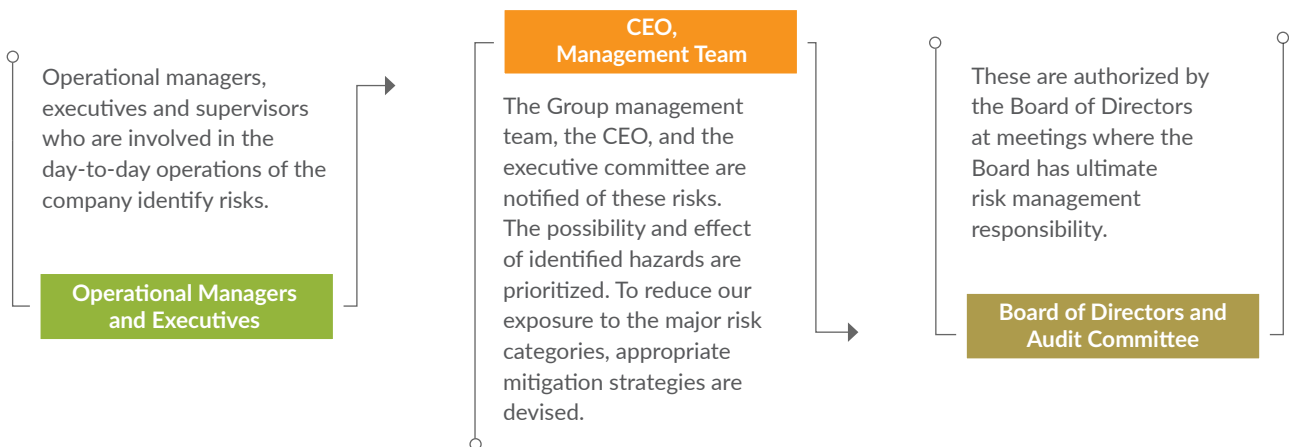 Operational managers,
executives and supervisors
who are involved in the
day-to-day operations of the
company identify risks.
Operational Managers
and Executives
CEO,
Management Team
The Group management
team, the CEO, and the
executive committee are
notified of these risks.
The possibility and effect
of identified hazards are
prioritized. To reduce our
exposure to the major risk
categories, appropriate
mitigation strategies are
devised.
These are authorized by
the Board of Directors
at meetings where the
Board has ultimate
risk management
responsibility.
Board of Directors and
Audit Committee